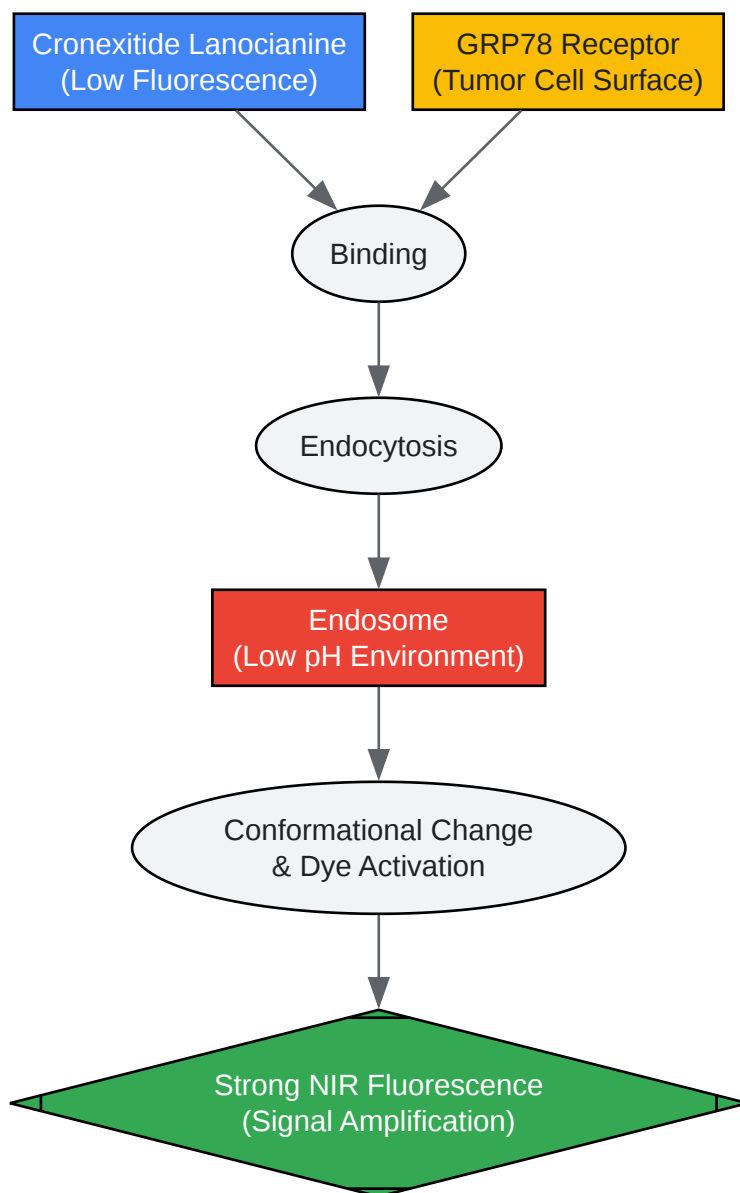 Cronexitide Lanocianine
(Low Fluorescence)
GRP78 Receptor
(Tumor Cell Surface)
Binding
Endocytosis
Endosome
(Low pH Environment)
Conformational Change
& Dye Activation
Strong NIR Fluorescence
(Signal Amplification)